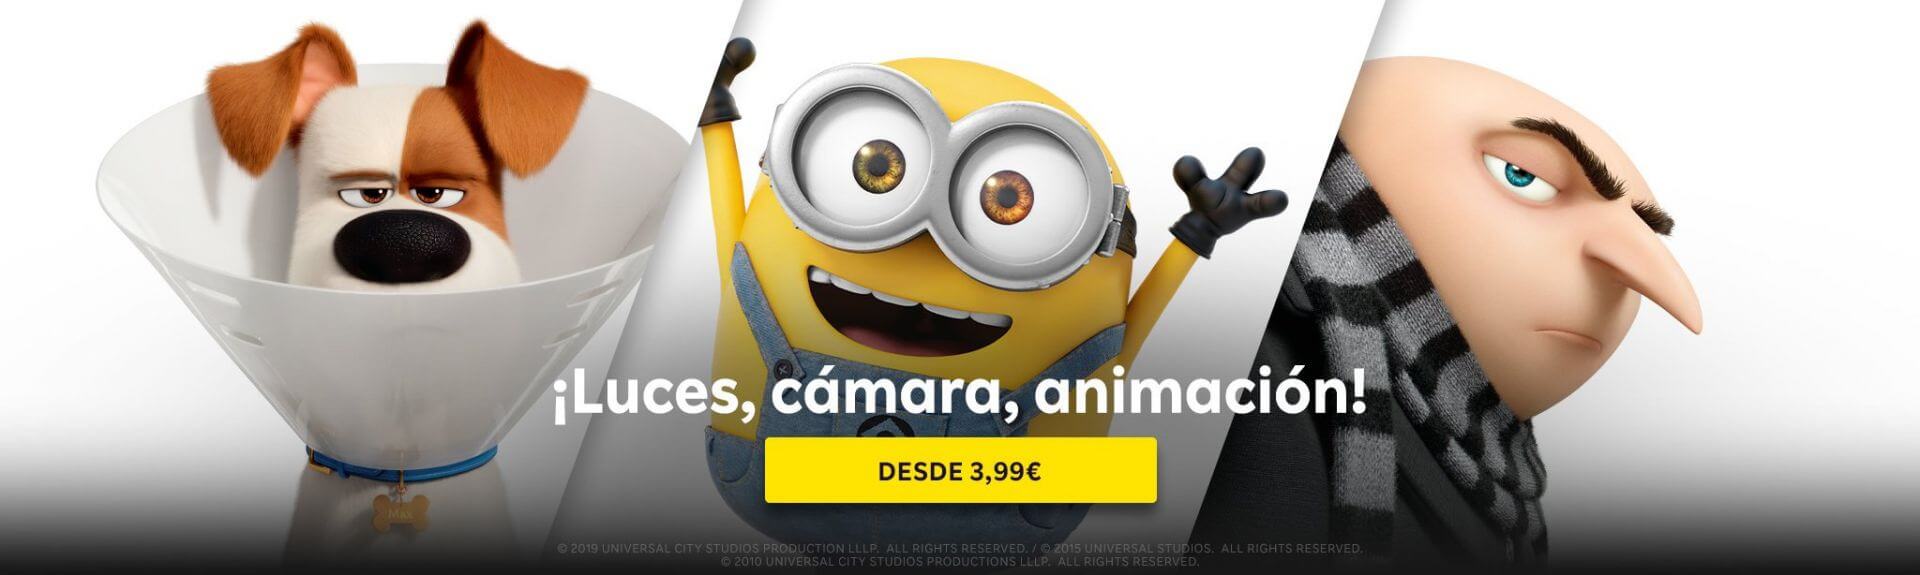 ¡Luces, cámara, animación!
DESDE 3,99€
Max
© 2019 UNIVERSAL CITY STUDIOS PRODUCTION LLLP. ALL RIGHTS RESERVED. / © 2015 UNIVERSAL STUDIOS. ALL RIGHTS RESERVED.
© 2010 UNIVERSAL CITY STUDIOS PRODUCTIONS LLLP. ALL RIGHTS RESERVED.